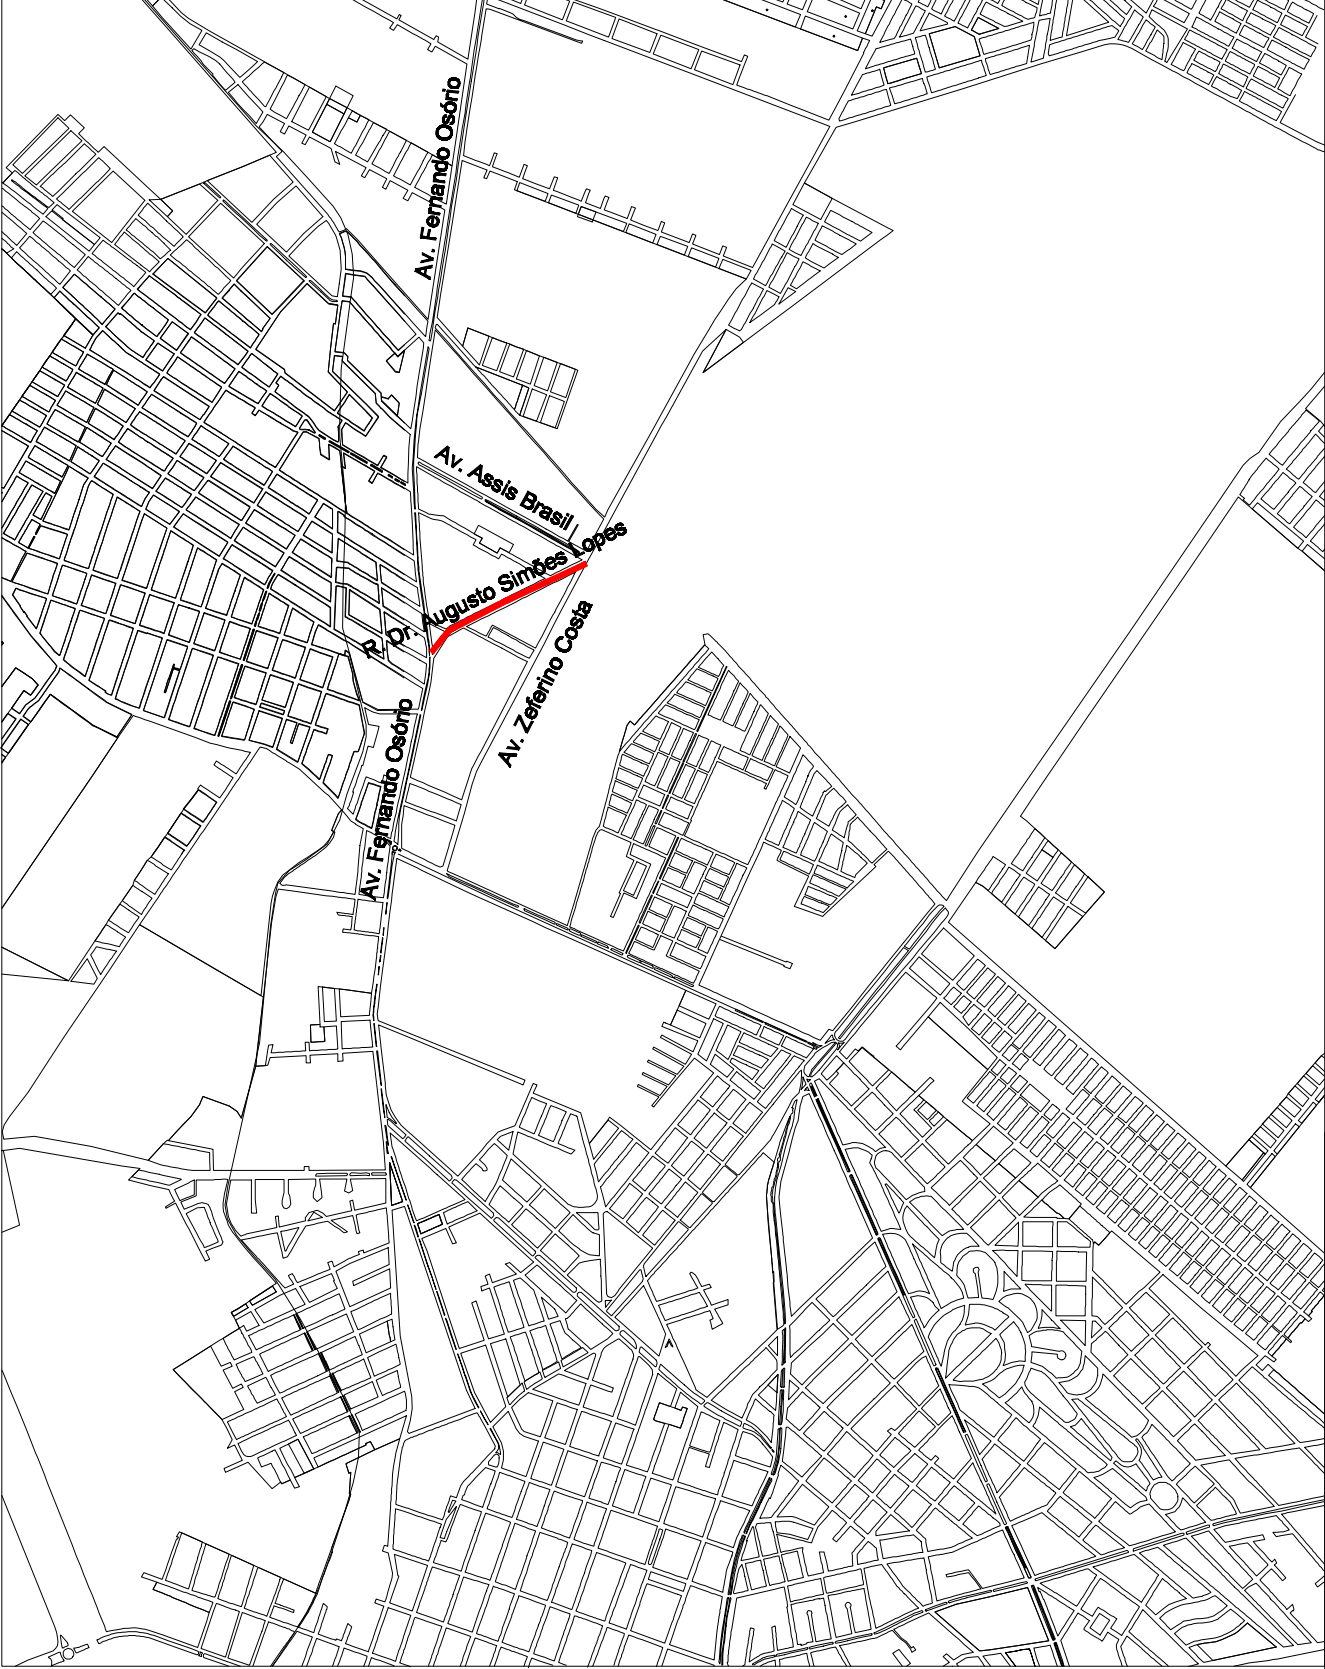 Av. Fernando Osório
Av. Assis Brasil
R. Dr. Augusto Simões Lopes
Av. Zeferino Costa
Av. Fernando Osório